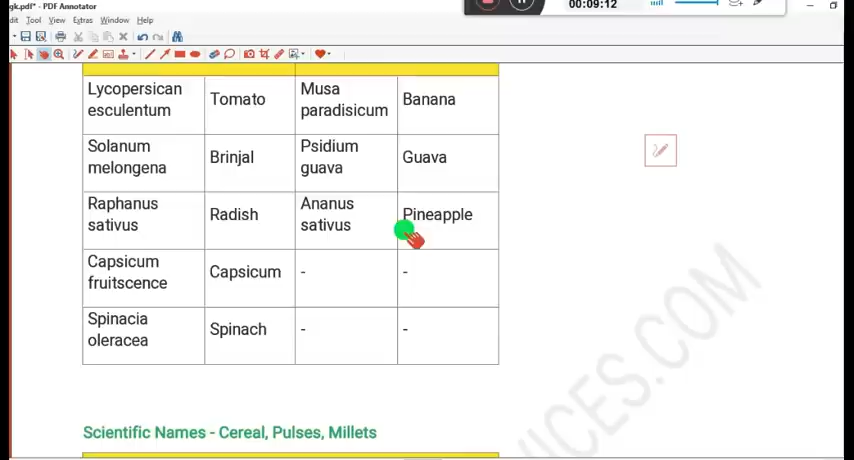 gk.pdf* - PDF Annotator
00:09:12
dit Tool View Extras Window Help
Lycopersican esculentum Tomato Musa paradisicum Banana
Solanum melongena Brinjal Psidium guava Guava
Raphanus sativus Radish Ananus sativus Pineapple
Capsicum fruitscence Capsicum - -
Spinacia oleracea Spinach - -
ICES.COM
Scientific Names - Cereal, Pulses, Millets